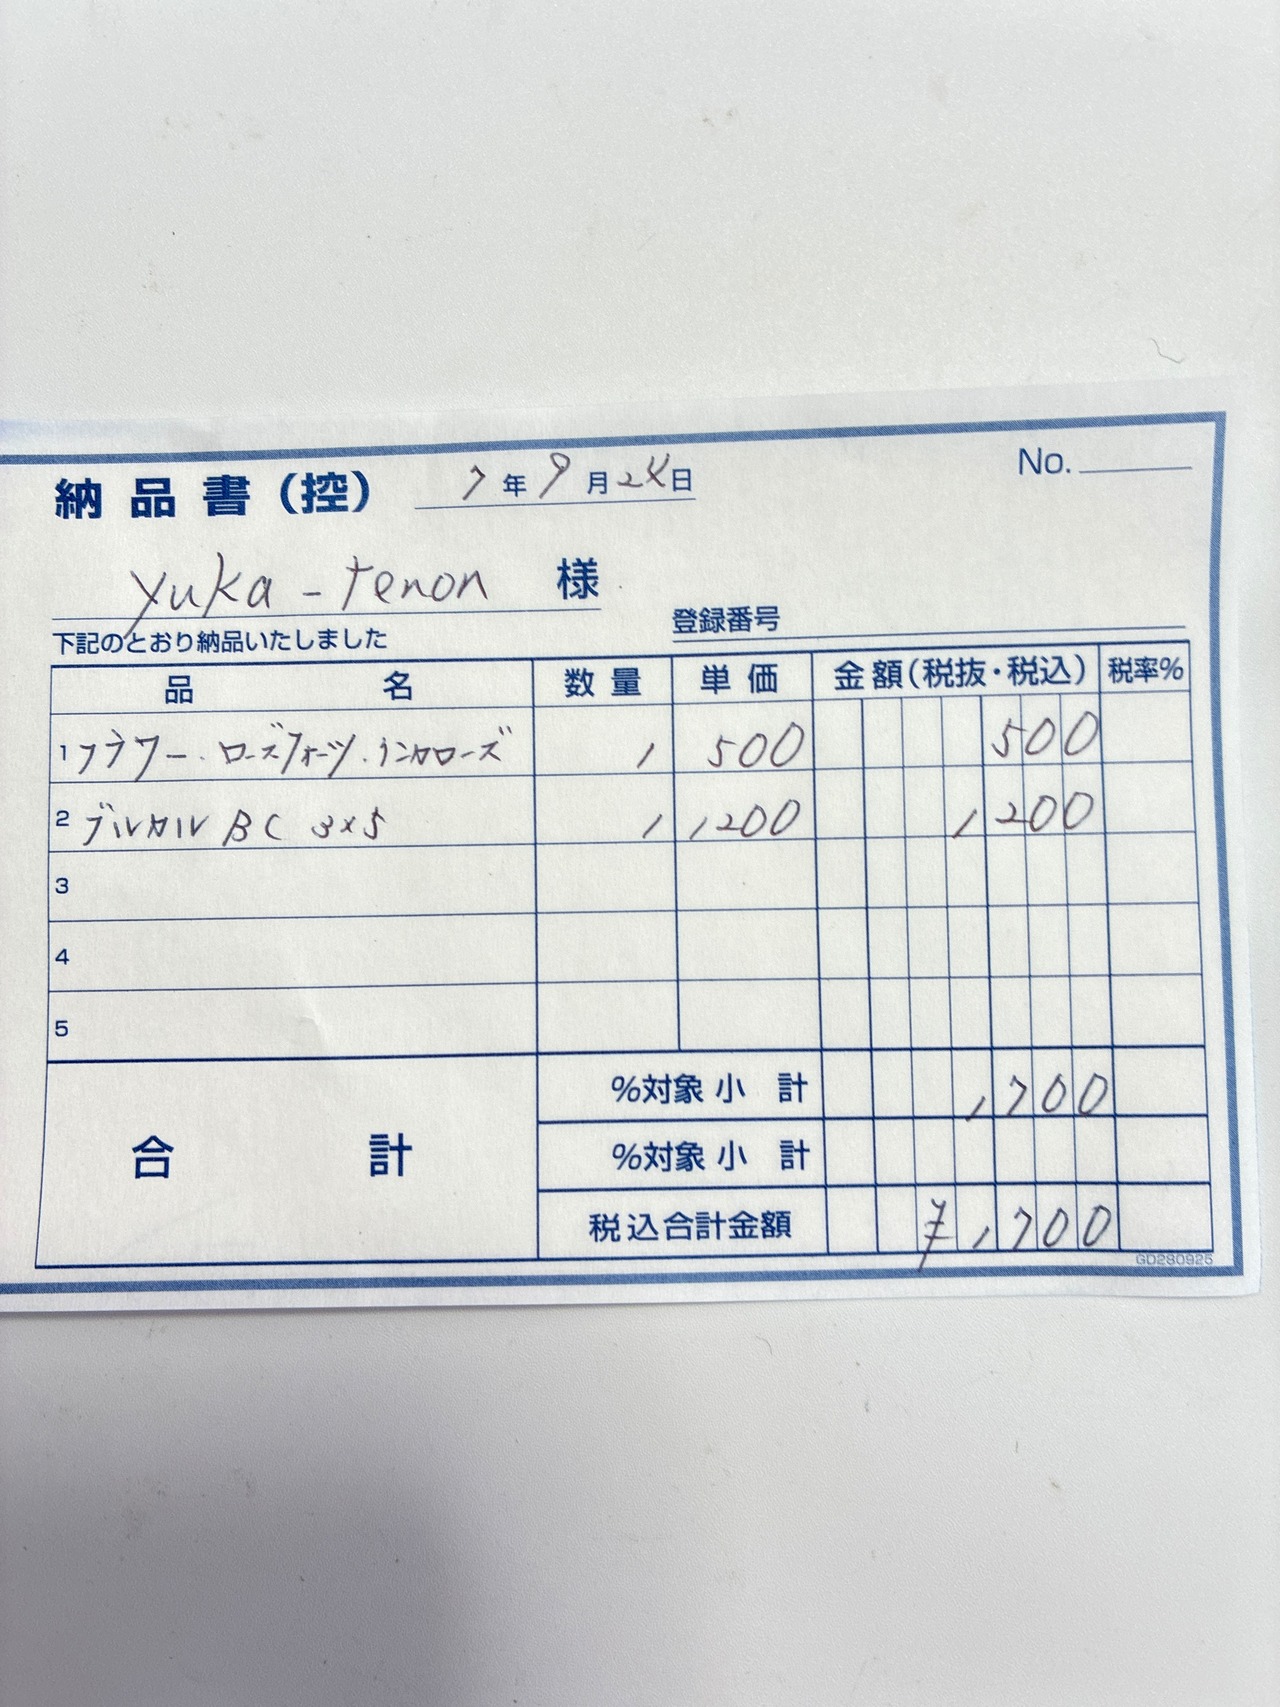 納品書(控) 7年9月24日 No.
yuka-tenon 様
登録番号
下記のとおり納品いたしました
品名 数量 単価 金額(税抜・税込) 税率%
1 フラワー.ローズクォーツ.インカローズ 1 500 500
2 ブルカルBC 3×5 1 1200 1200
3
4
5
合計
%対象小計 1700
%対象小計
税込合計金額 ¥1700
GD280925